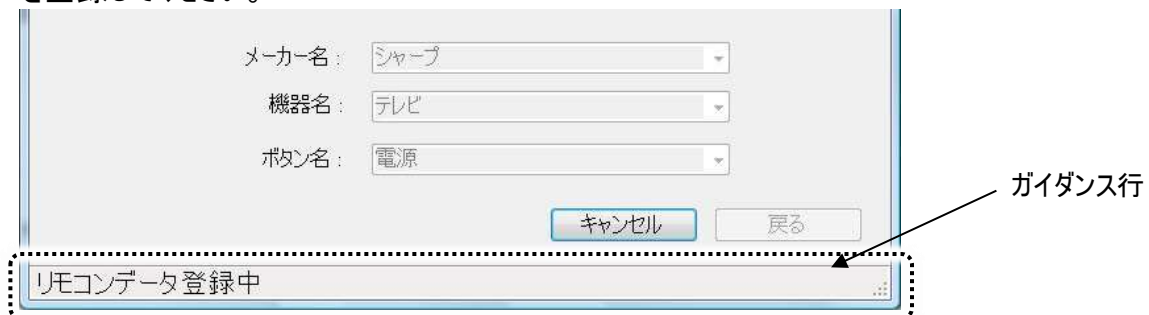 メーカー名 : シャープ
機器名 : テレビ
ボタン名 : 電源
ガイダンス行
キャンセル 戻る
リモコンデータ登録中